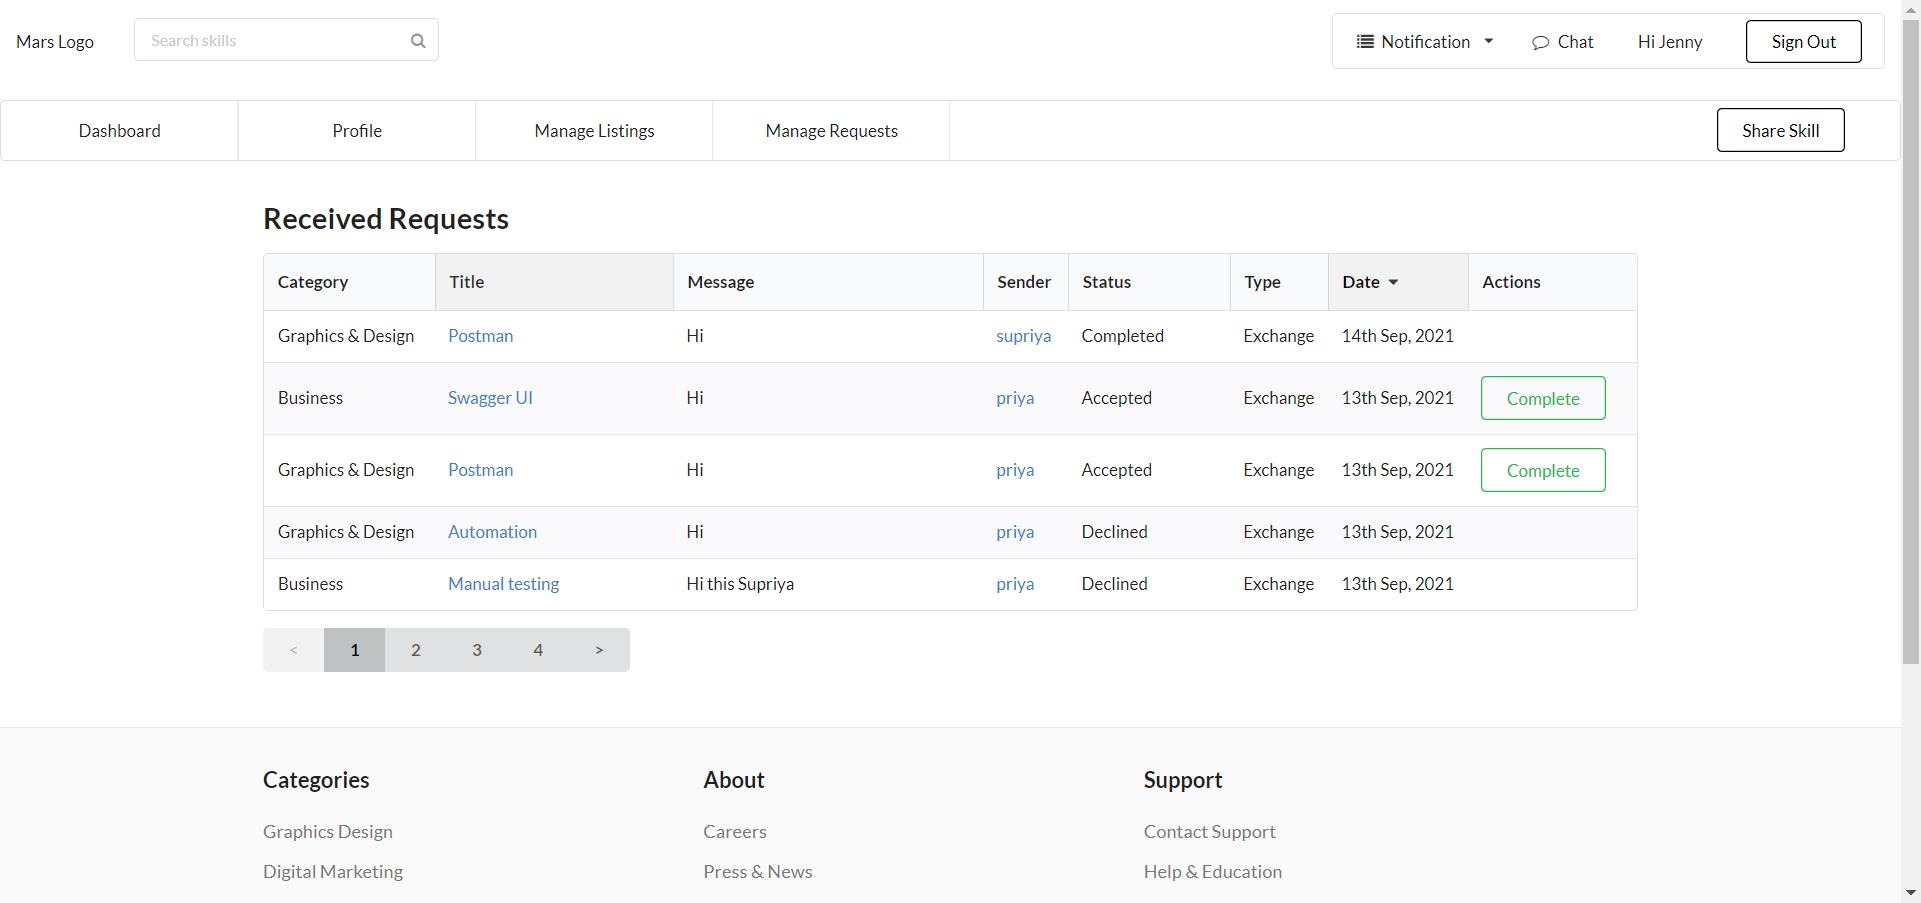 Mars Logo
Search skills
Notification
Chat
Hi Jenny
Sign Out
Dashboard
Profile
Manage Listings
Manage Requests
Share Skill
Received Requests
Category Title Message Sender Status Type Date Actions
Graphics & Design Postman Hi supriya Completed Exchange 14th Sep, 2021
Business Swagger UI Hi priya Accepted Exchange 13th Sep, 2021 Complete
Graphics & Design Postman Hi priya Accepted Exchange 13th Sep, 2021 Complete
Graphics & Design Automation Hi priya Declined Exchange 13th Sep, 2021
Business Manual testing Hi this Supriya priya Declined Exchange 13th Sep, 2021
< 1 2 3 4 >
Categories
Graphics Design
Digital Marketing
About
Careers
Press & News
Support
Contact Support
Help & Education